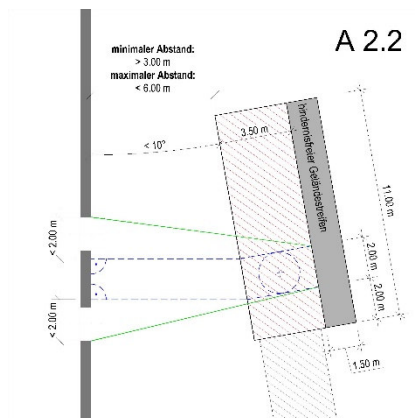 A 2.2
minimaler Abstand:
> 3.00 m
maximaler Abstand:
< 6.00 m
3.50 m
hindernisfreier Geländestreifen
< 10°
11.00 m
< 2.00 m
2.00 m
2.00 m
< 2.00 m
1.50 m